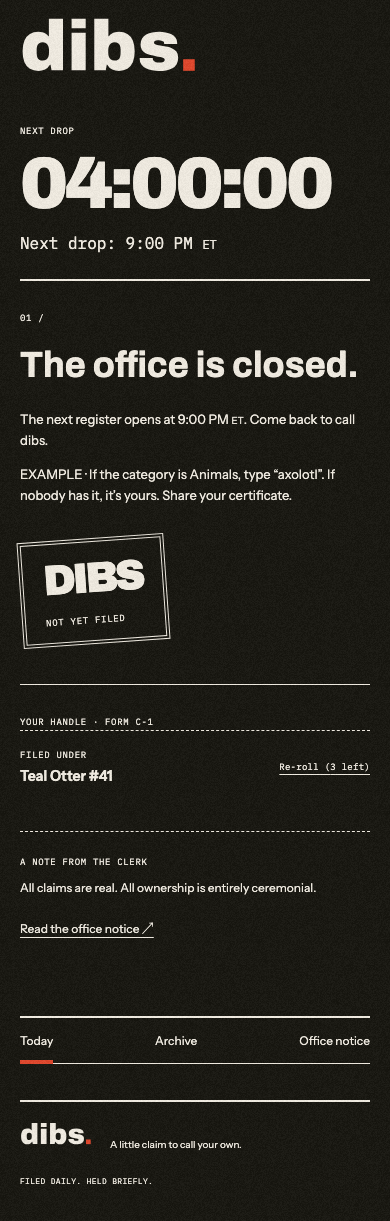 dibs.
NEXT DROP
04:00:00
Next drop: 9:00 PM ET
01 /
The office is closed.
The next register opens at 9:00 PM ET. Come back to call
dibs.
EXAMPLE · If the category is Animals, type “axolotl”. If
nobody has it, it’s yours. Share your certificate.
DIBS
NOT YET FILED
YOUR HANDLE · FORM C-1
FILED UNDER
Teal Otter #41
Re-roll (3 left)
A NOTE FROM THE CLERK
All claims are real. All ownership is entirely ceremonial.
Read the office notice ↗
Today Archive Office notice
dibs. A little claim to call your own.
FILED DAILY. HELD BRIEFLY.